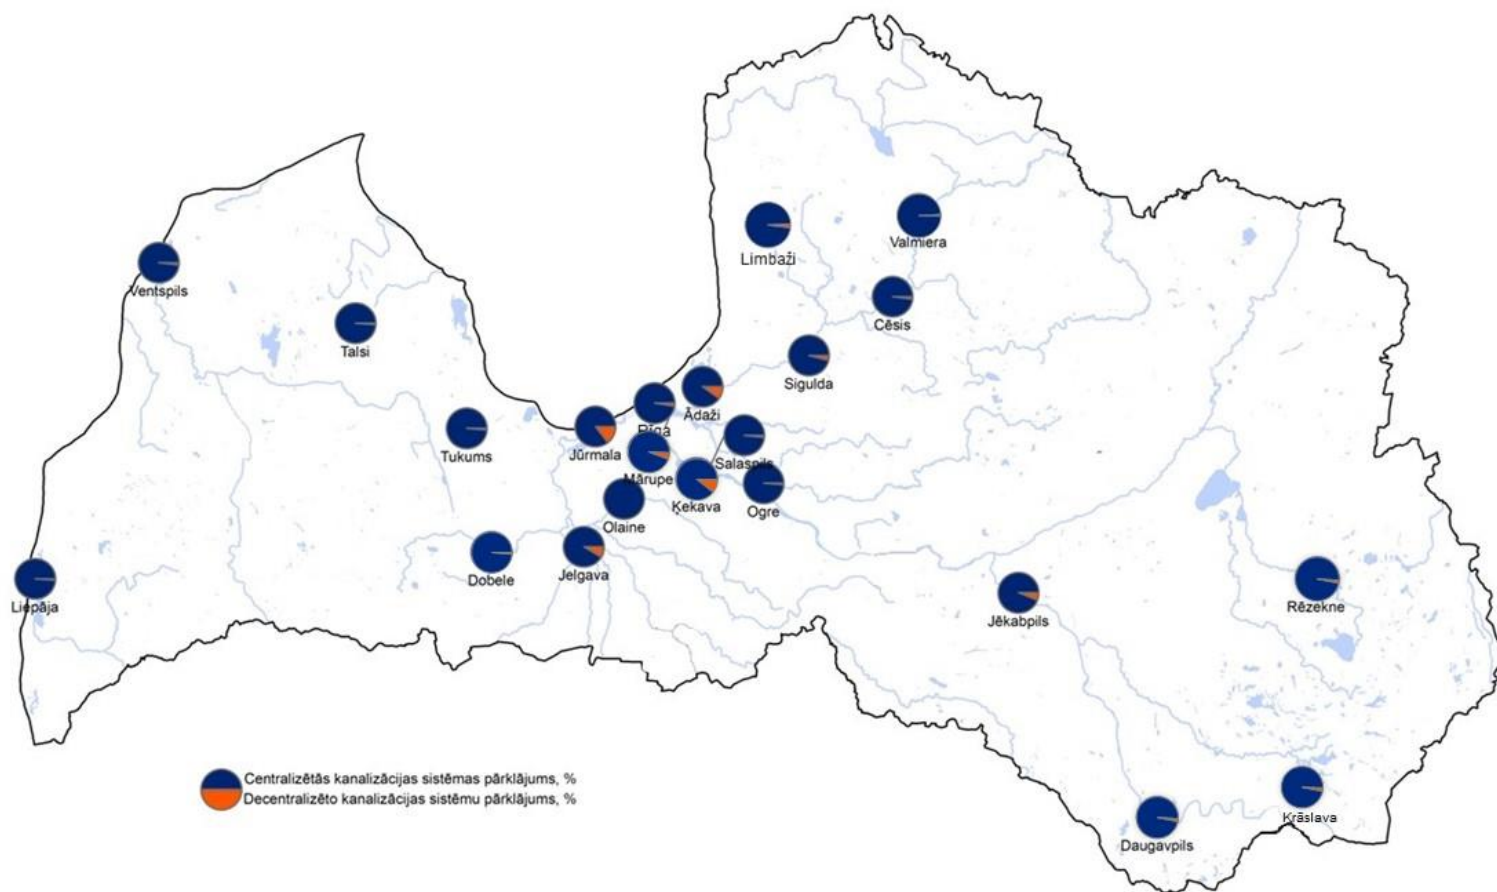 Limbaži
Valmiera
Ventspils
Cēsis
Talsi
Sigulda
Ādaži
Rīga
Jūrmala
Tukums
Salaspils
Mārupe
Ķekava
Ogre
Olaine
Dobele
Jelgava
Liepāja
Jēkabpils
Rēzekne
Centralizētās kanalizācijas sistēmas pārklājums, %
Decentralizēto kanalizācijas sistēmu pārklājums, %
Krāslava
Daugavpils